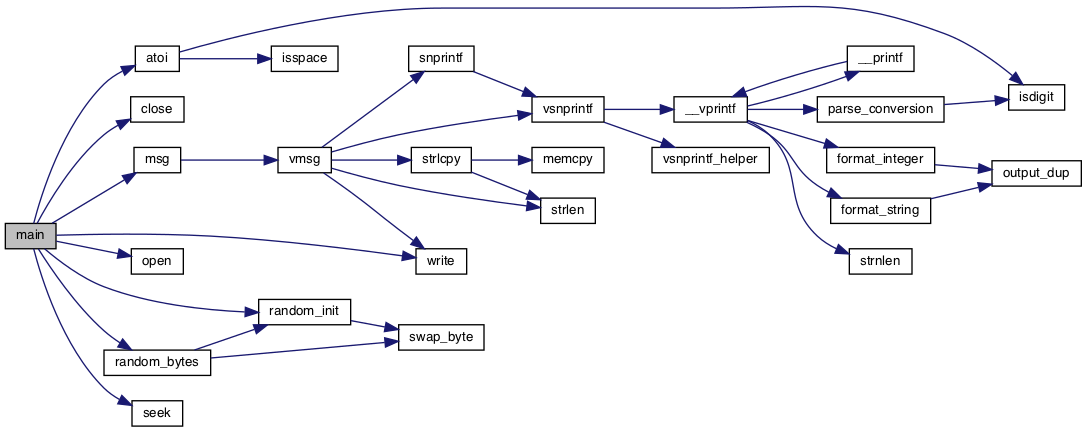 main
atoi
close
msg
open
random_bytes
seek
isspace
vmsg
random_init
snprintf
strlcpy
write
swap_byte
vsnprintf
memcpy
strlen
__vprintf
vsnprintf_helper
__printf
parse_conversion
format_integer
format_string
strnlen
isdigit
output_dup